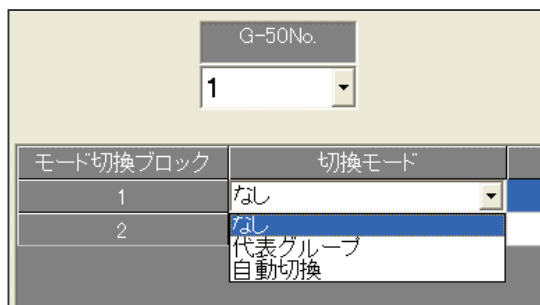 G-50No.
1
モード切換ブロック 切換モード
1 なし
2 なし
代表グループ
自動切換